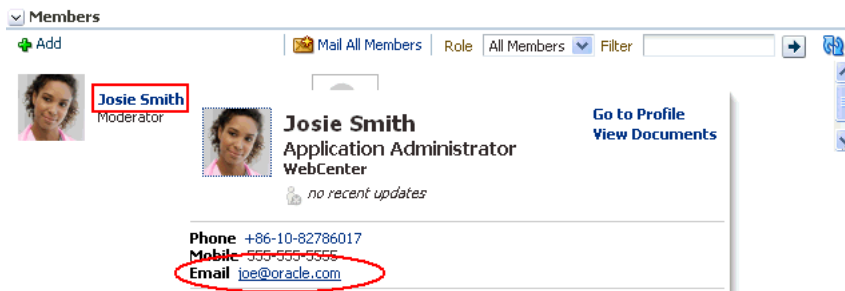 Members
Add
Mail All Members Role All Members Filter
Josie Smith
Moderator
Josie Smith
Application Administrator
WebCenter
no recent updates
Go to Profile
View Documents
Phone +86-10-82786017
Mobile 555-555-5555
Email joe@oracle.com